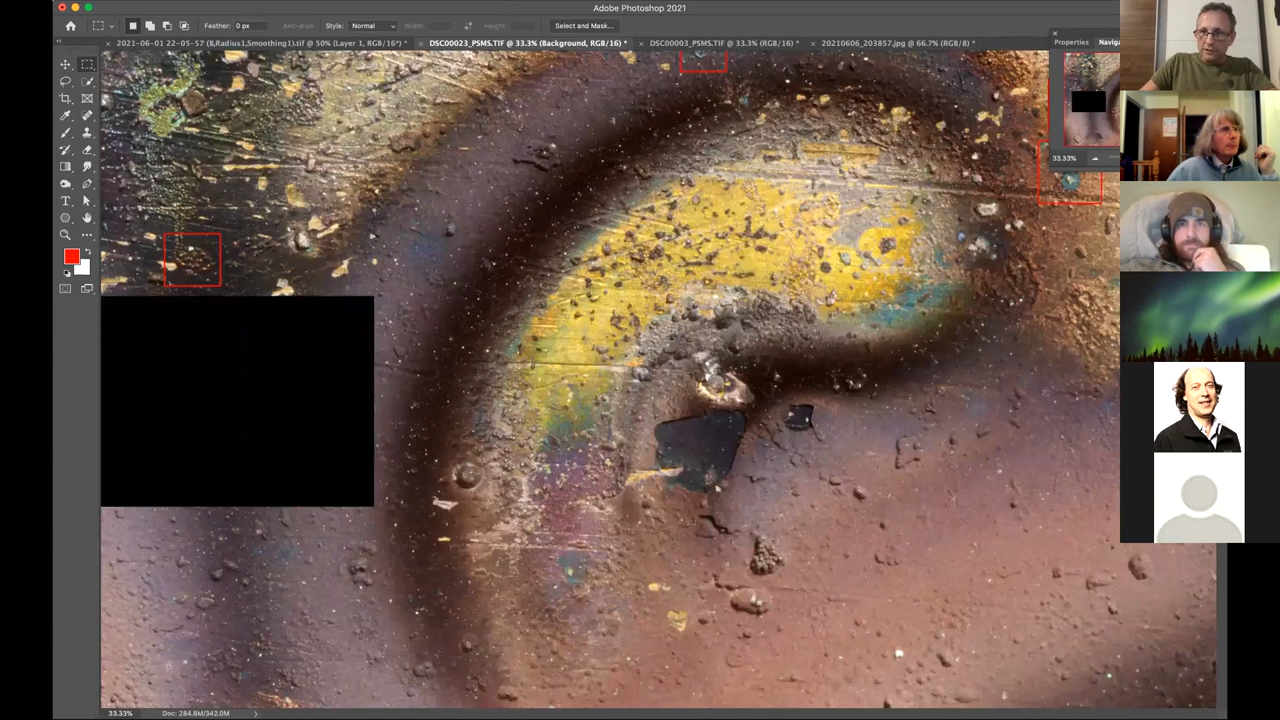 Adobe Photoshop 2021
Feather: 0 px
Anti-alias
Style: Normal
Width:
Height:
Select and Mask...
2021-06-01 22-05-57 (8,Radius1,Smoothing1).tif @ 50% (Layer 1, RGB/16*) *
DSC00023_PSMS.TIF @ 33.3% (Background, RGB/16) *
DSC00003_PSMS.TIF @ 33.3% (RGB/16) *
20210606_203857.jpg @ 66.7% (RGB/8) *
Properties
33.33%
33.33%
Doc: 284.8M/342.0M